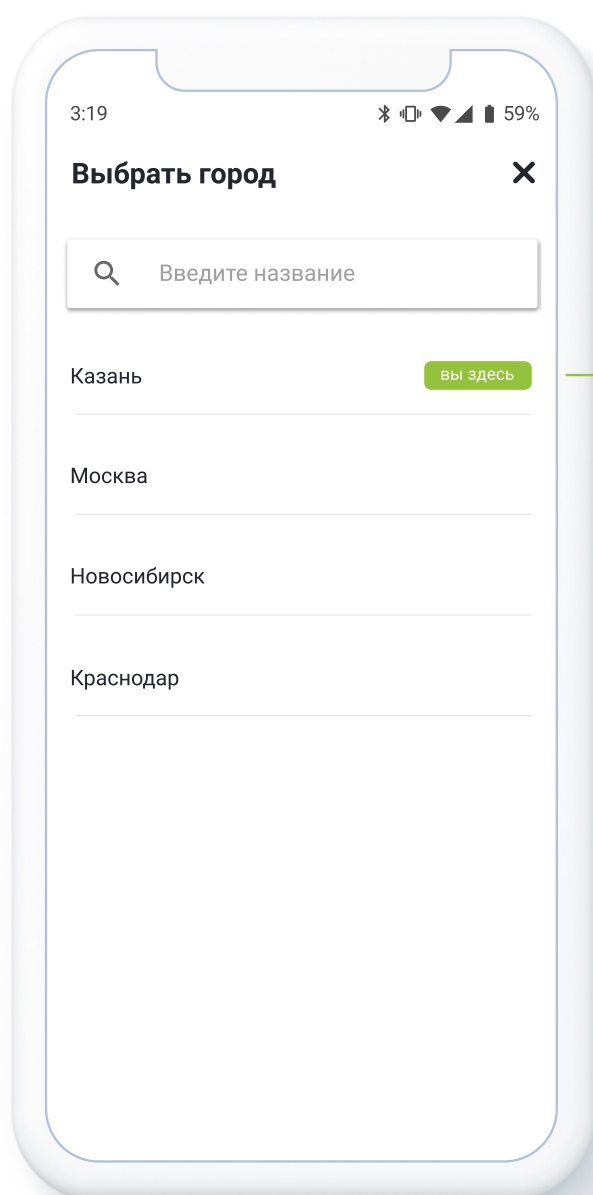 3:19 59%
Выбрать город
Введите название
Казань вы здесь
Москва
Новосибирск
Краснодар